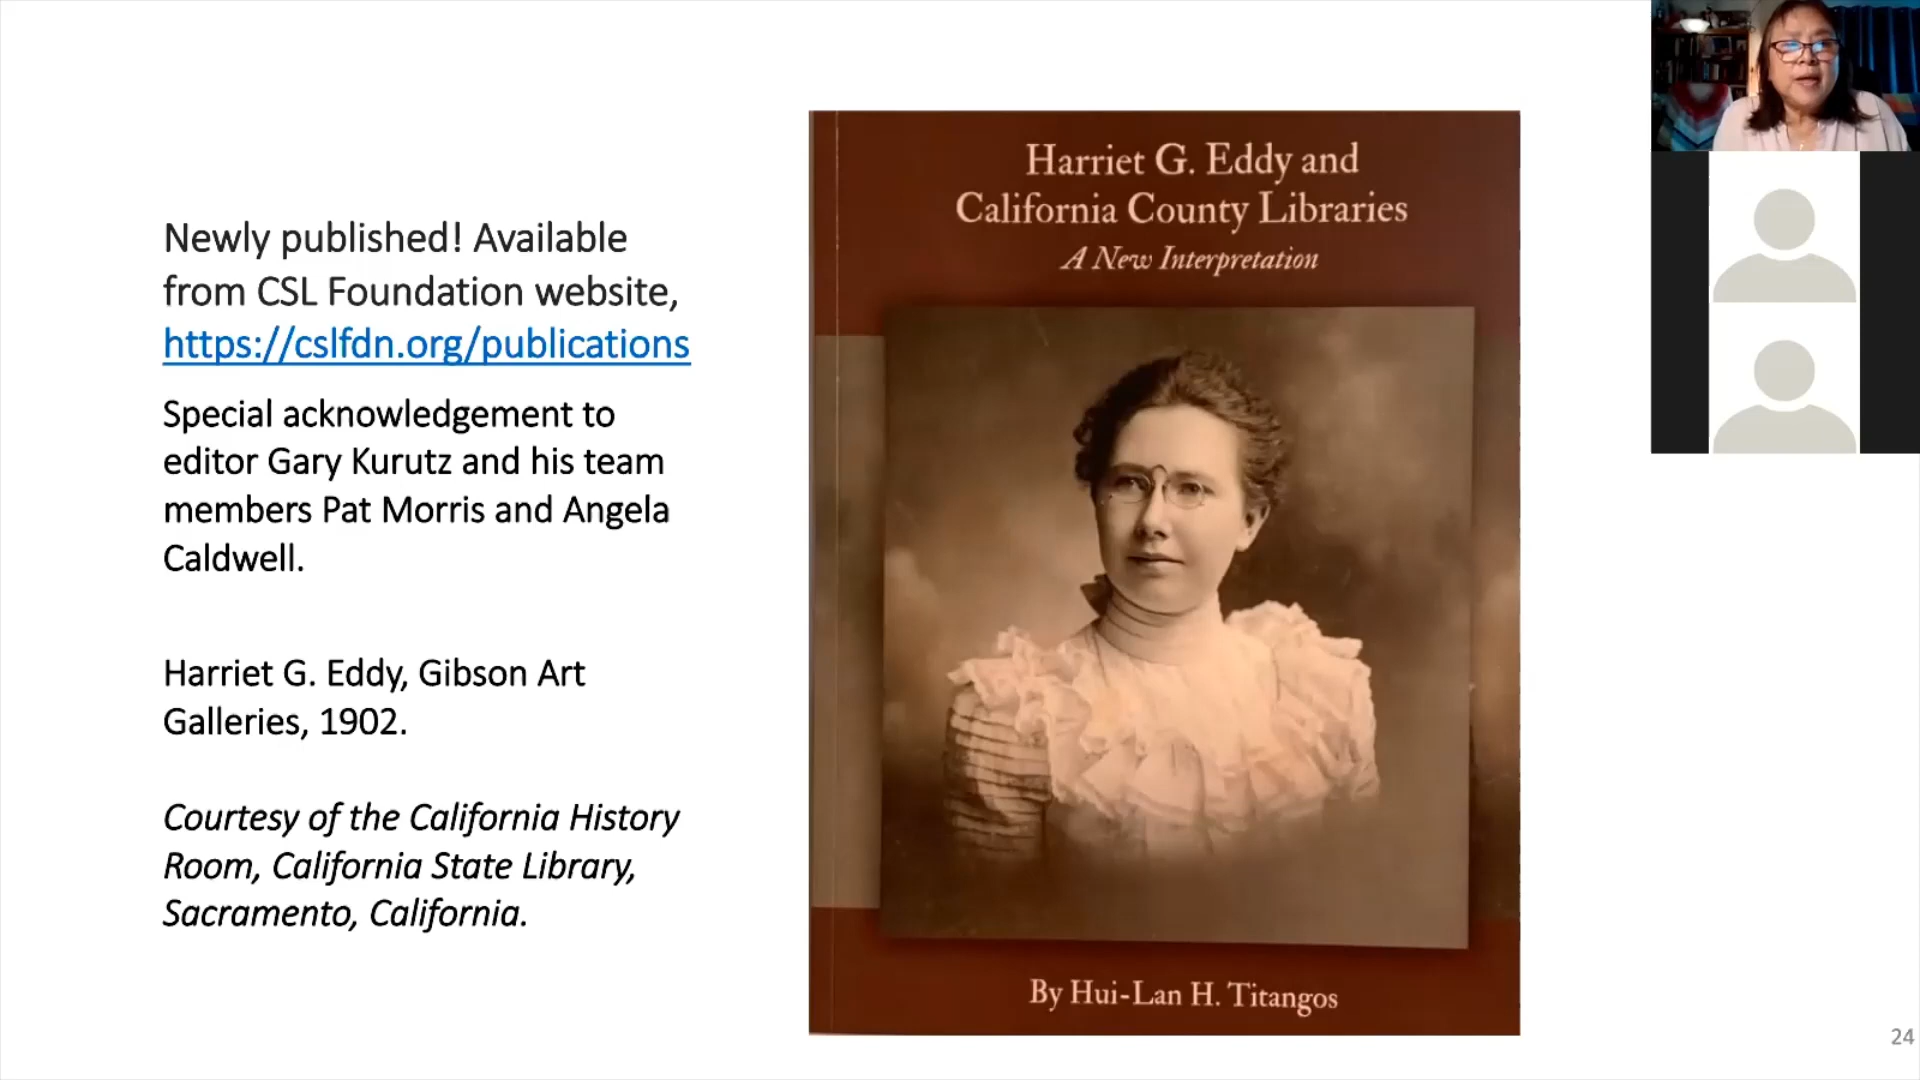 Newly published! Available
from CSL Foundation website,
https://cslfdn.org/publications
Special acknowledgement to
editor Gary Kurutz and his team
members Pat Morris and Angela
Caldwell.
Harriet G. Eddy, Gibson Art
Galleries, 1902.
Courtesy of the California History
Room, California State Library,
Sacramento, California.
Harriet G. Eddy and
California County Libraries
A New Interpretation
By Hui-Lan H. Titangos
24